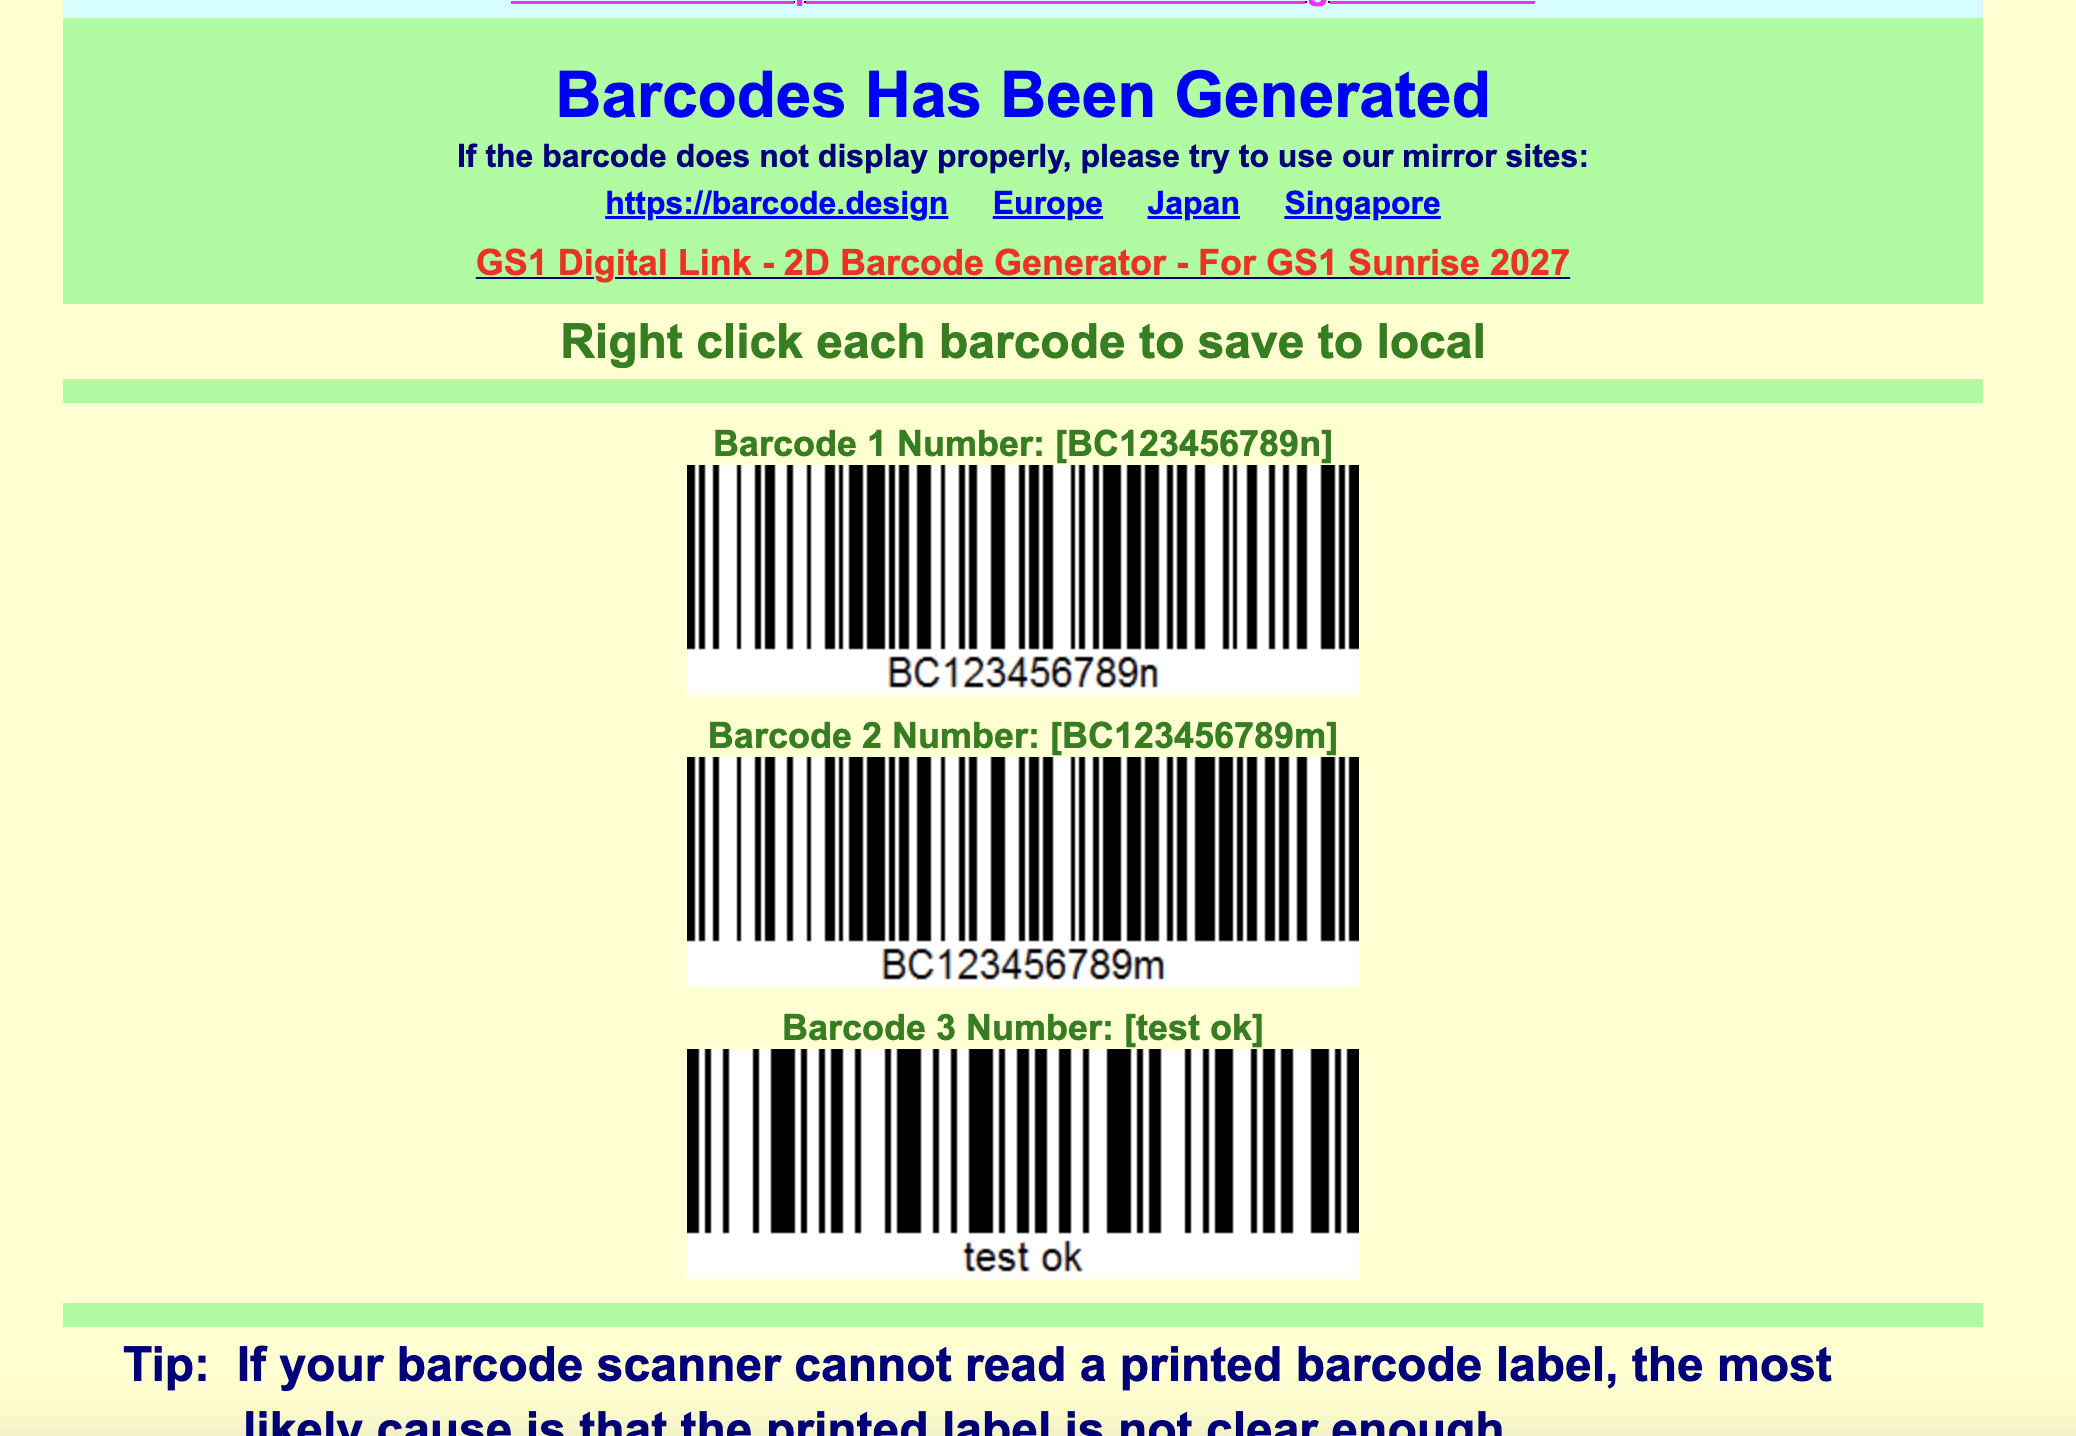 Barcodes Has Been Generated
If the barcode does not display properly, please try to use our mirror sites:
https://barcode.design Europe Japan Singapore
GS1 Digital Link - 2D Barcode Generator - For GS1 Sunrise 2027
Right click each barcode to save to local
Barcode 1 Number: [BC123456789n]
BC123456789n
Barcode 2 Number: [BC123456789m]
BC123456789m
Barcode 3 Number: [test ok]
test ok
Tip: If your barcode scanner cannot read a printed barcode label, the most
likely cause is that the printed label is not clear enough